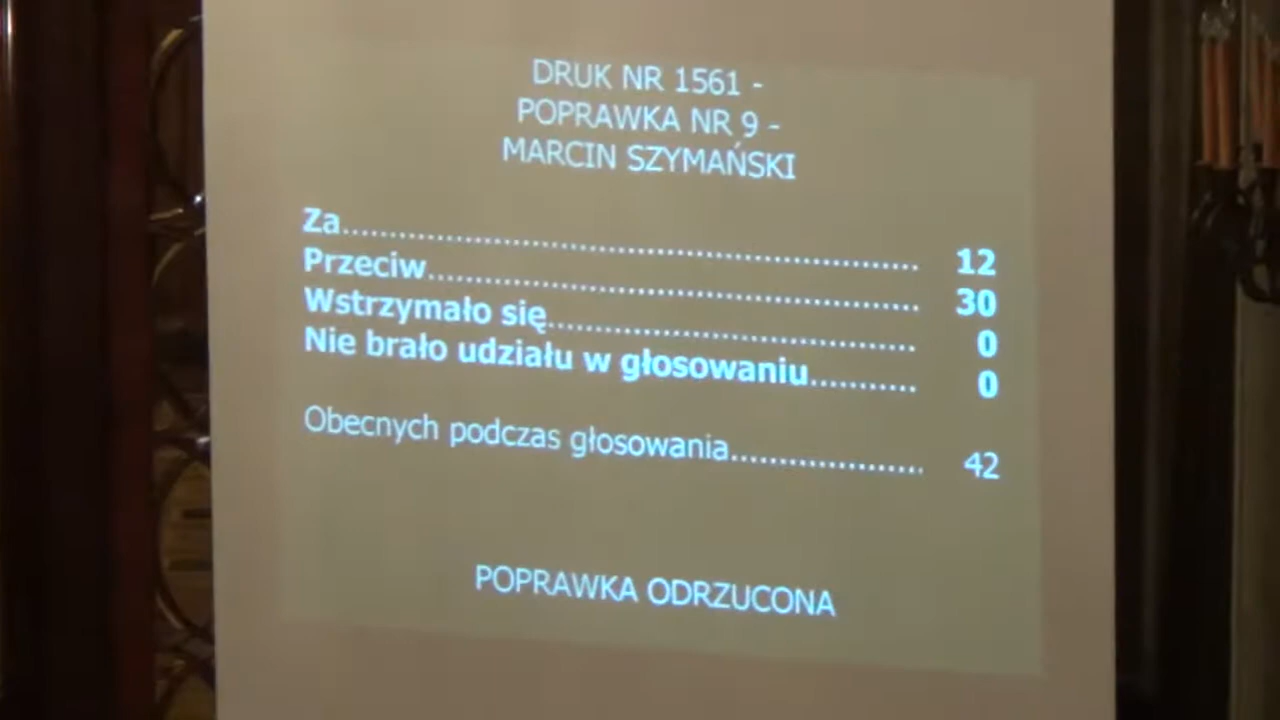 DRUK NR 1561 -
POPRAWKA NR 9 -
MARCIN SZYMAŃSKI
Za.......... 12
Przeciw.......... 30
Wstrzymało się.......... 0
Nie brało udziału w głosowaniu.......... 0
Obecnych podczas głosowania.......... 42
POPRAWKA ODRZUCONA